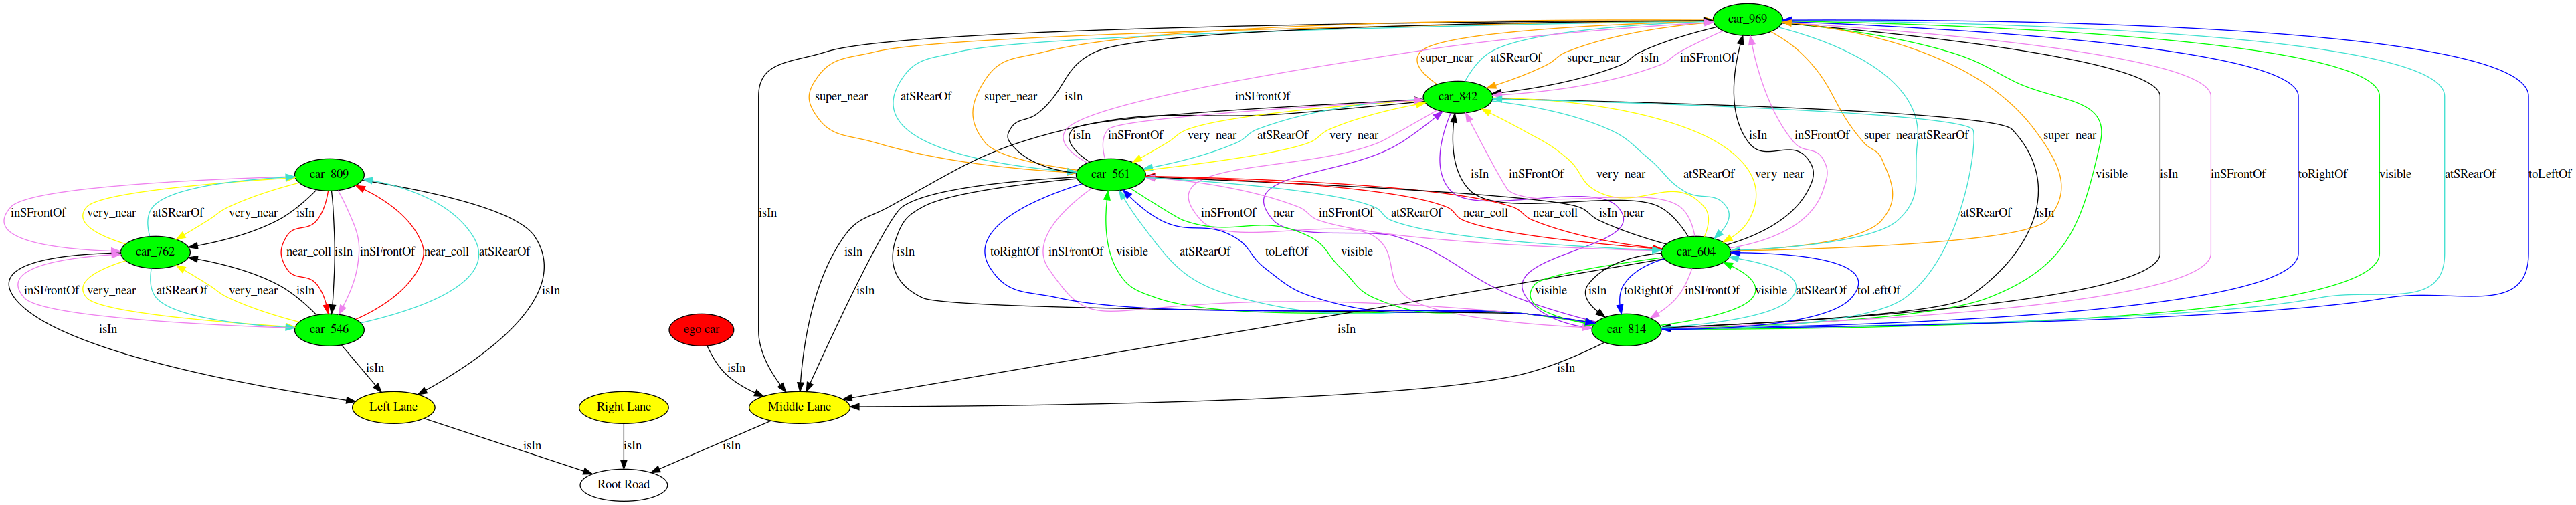 car_969
super_near atSRearOf super_near isIn inSFrontOf
car_842
super_near atSRearOf super_near isIn inSFrontOf
isIn inSFrontOf very_near atSRearOf very_near isIn inSFrontOf super_near atSRearOf super_near
car_809 car_561 isIn inSFrontOf very_near atSRearOf very_near visible isIn inSFrontOf toRightOf visible atSRearOf toLeftOf
inSFrontOf very_near atSRearOf very_near isIn isIn inSFrontOf near inSFrontOf atSRearOf near_coll near_coll isIn near atSRearOf isIn
car_762 near_coll isIn inSFrontOf near_coll atSRearOf isIn isIn toRightOf inSFrontOf visible atSRearOf toLeftOf visible car_604
inSFrontOf very_near atSRearOf very_near isIn isIn isIn visible isIn toRightOf inSFrontOf visible atSRearOf toLeftOf
isIn car_546 ego car isIn car_814
isIn isIn isIn
Left Lane Right Lane Middle Lane
isIn isIn isIn
Root Road